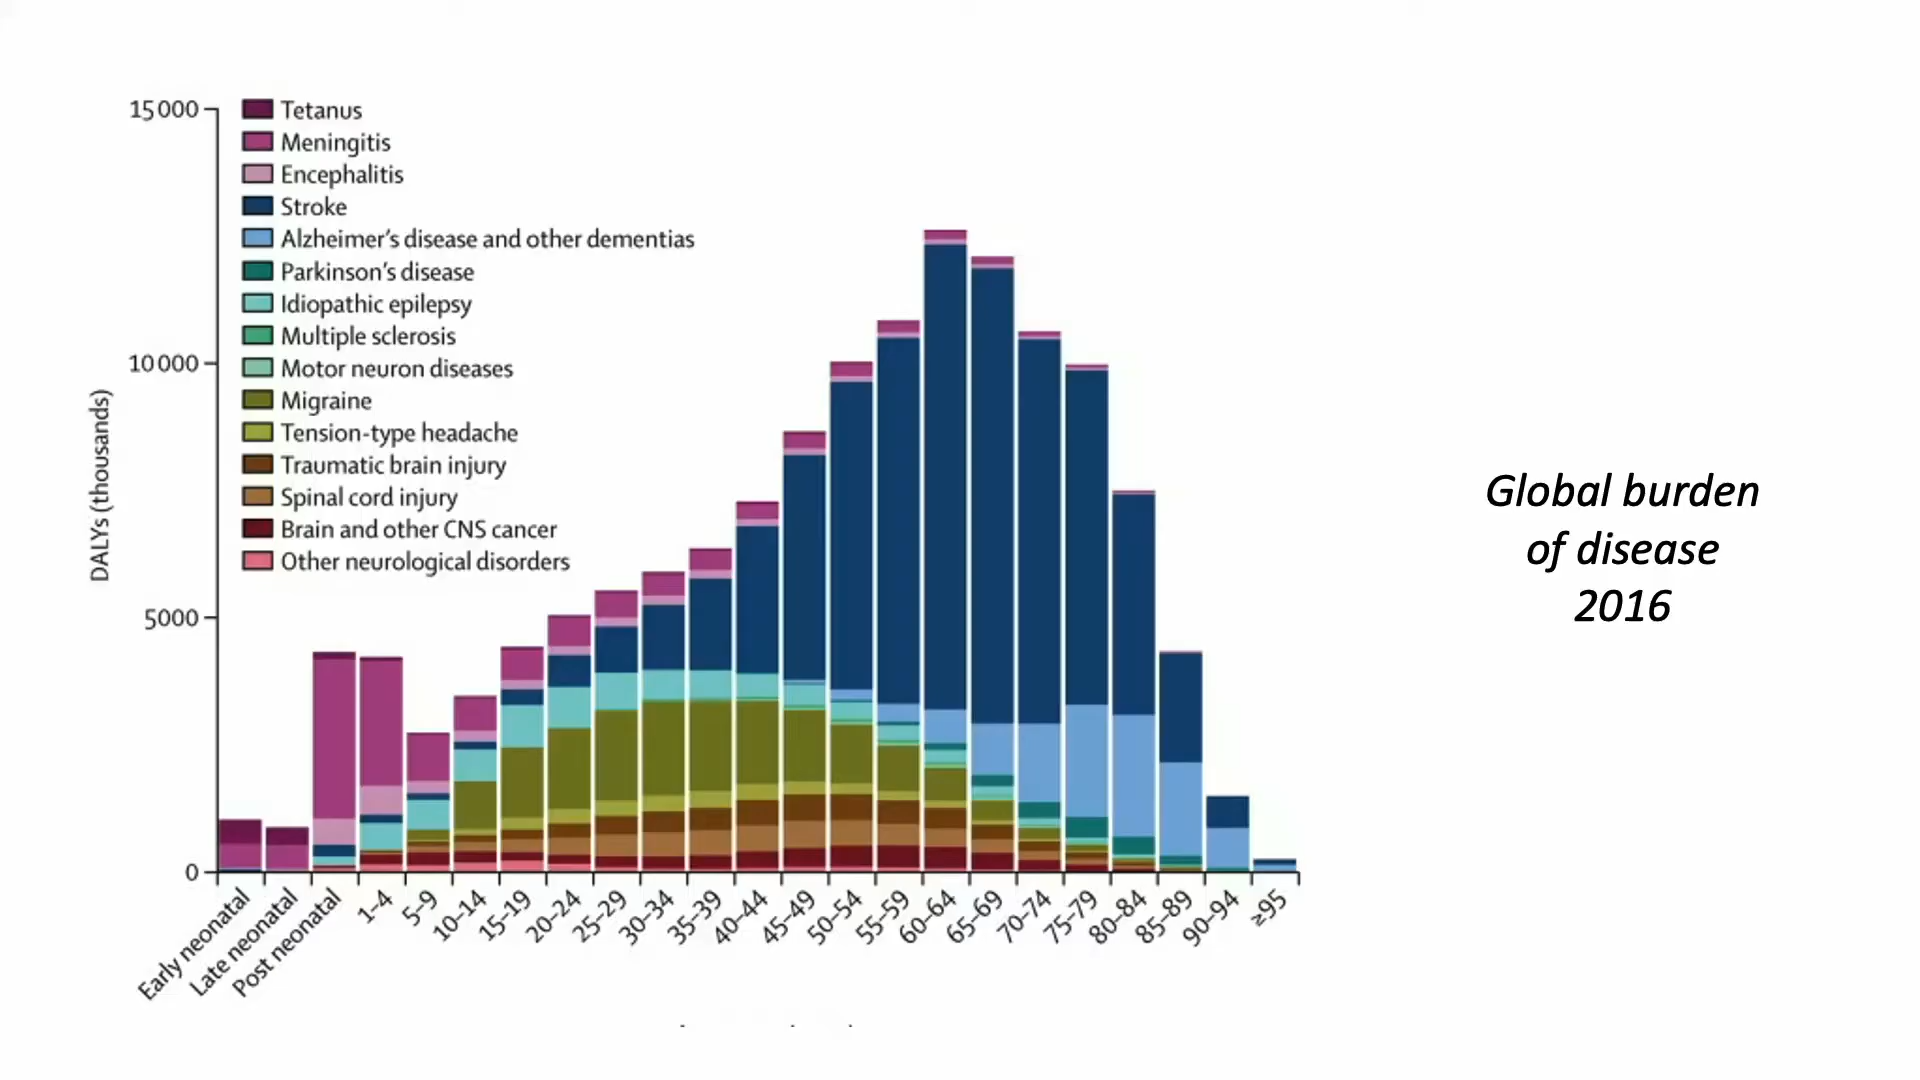 15 000
10 000
5000
0
DALYs (thousands)
Tetanus
Meningitis
Encephalitis
Stroke
Alzheimer's disease and other dementias
Parkinson's disease
Idiopathic epilepsy
Multiple sclerosis
Motor neuron diseases
Migraine
Tension-type headache
Traumatic brain injury
Spinal cord injury
Brain and other CNS cancer
Other neurological disorders
Early neonatal
Late neonatal
Post neonatal
1–4
5–9
10–14
15–19
20–24
25–29
30–34
35–39
40–44
45–49
50–54
55–59
60–64
65–69
70–74
75–79
80–84
85–89
90–94
≥95
Global burden
of disease
2016